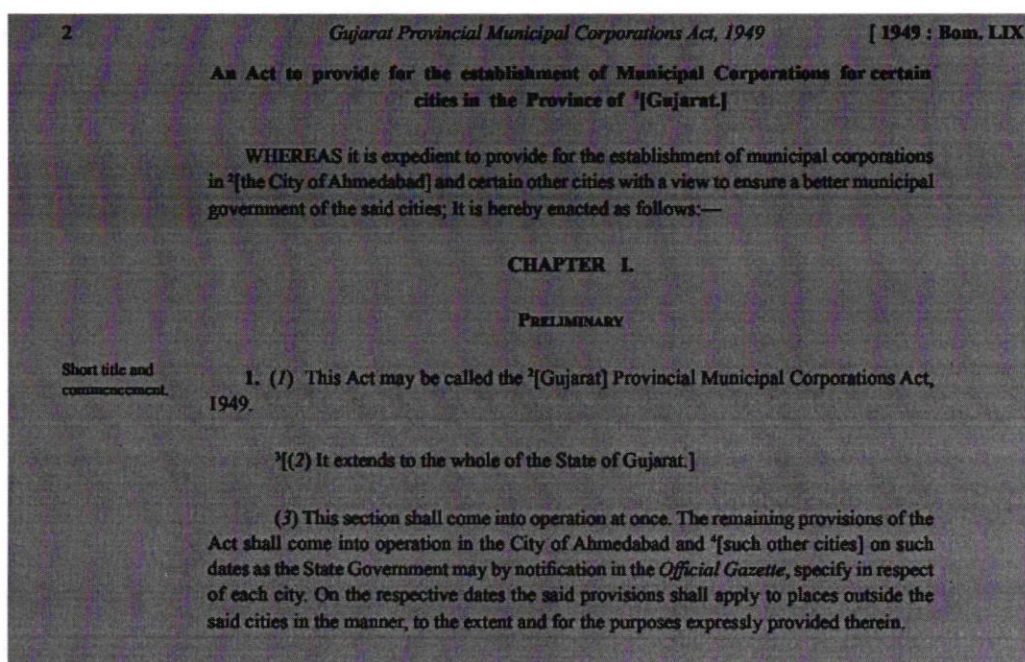 2 Gujarat Provincial Municipal Corporations Act, 1949 [ 1949 : Bom. LIX
An Act to provide for the establishment of Municipal Corporations for certain
cities in the Province of ³[Gujarat.]
WHEREAS it is expedient to provide for the establishment of municipal corporations
in ²[the City of Ahmedabad] and certain other cities with a view to ensure a better municipal
government of the said cities; It is hereby enacted as follows:—
CHAPTER I.
PRELIMINARY
Short title and
commencement.
1. (1) This Act may be called the ²[Gujarat] Provincial Municipal Corporations Act,
1949.
³[(2) It extends to the whole of the State of Gujarat.]
(3) This section shall come into operation at once. The remaining provisions of the
Act shall come into operation in the City of Ahmedabad and ⁴[such other cities] on such
dates as the State Government may by notification in the Official Gazette, specify in respect
of each city. On the respective dates the said provisions shall apply to places outside the
said cities in the manner, to the extent and for the purposes expressly provided therein.